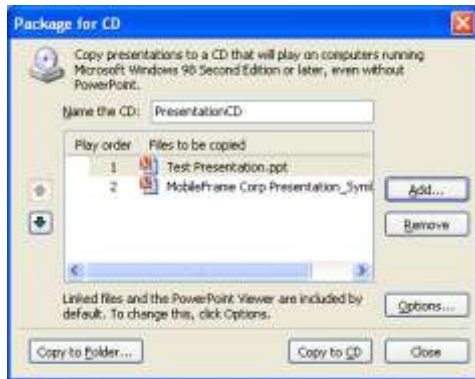 Package for CD
Copy presentations to a CD that will play on computers running
Microsoft Windows 98 Second Edition or later, even without
PowerPoint.
Name the CD: PresentationCD
Play order Files to be copied
1 Test Presentation.ppt
2 MobileFrame Corp Presentation_Syml
Add...
Remove
Linked files and the PowerPoint Viewer are included by
default. To change this, click Options.
Options...
Copy to Folder... Copy to CD Close